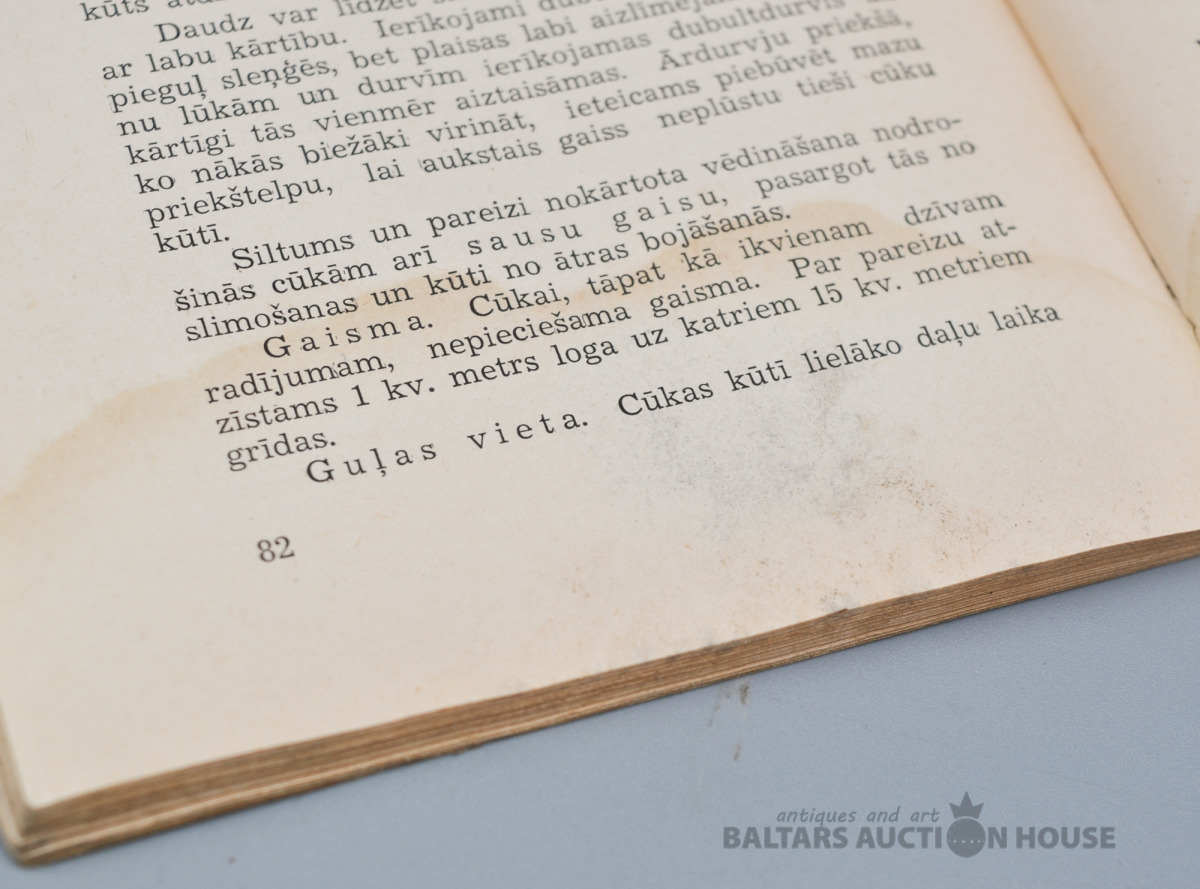 kūts
Daudz var līdzēt
ar labu kārtību. Ierīkojami
pieguļ sleņģēs, bet plaisas labi
nu lūkām un durvīm ierīkojamas dubultdurvis
kārtīgi tās vienmēr aiztaisāmas. Ārdurvju priekšā,
ko nākās biežāki virināt, ieteicams piebūvēt mazu
priekštelpu, lai aukstais gaiss neplūstu tieši cūku
kūtī.
Siltums un pareizi nokārtota vēdināšana nodro-
šinās cūkām arī sausu gaisu, pasargot tās no
slimošanas un kūti no ātras bojāšanās.
Gaisma. Cūkai, tāpat kā ikvienam dzīvam
radījumam, nepieciešama gaisma. Par pareizu at-
zīstams 1 kv. metrs loga uz katriem 15 kv. metriem
grīdas.
Guļas vieta. Cūkas kūtī lielāko daļu laika
82
antiques and art
BALTARS AUCTION HOUSE